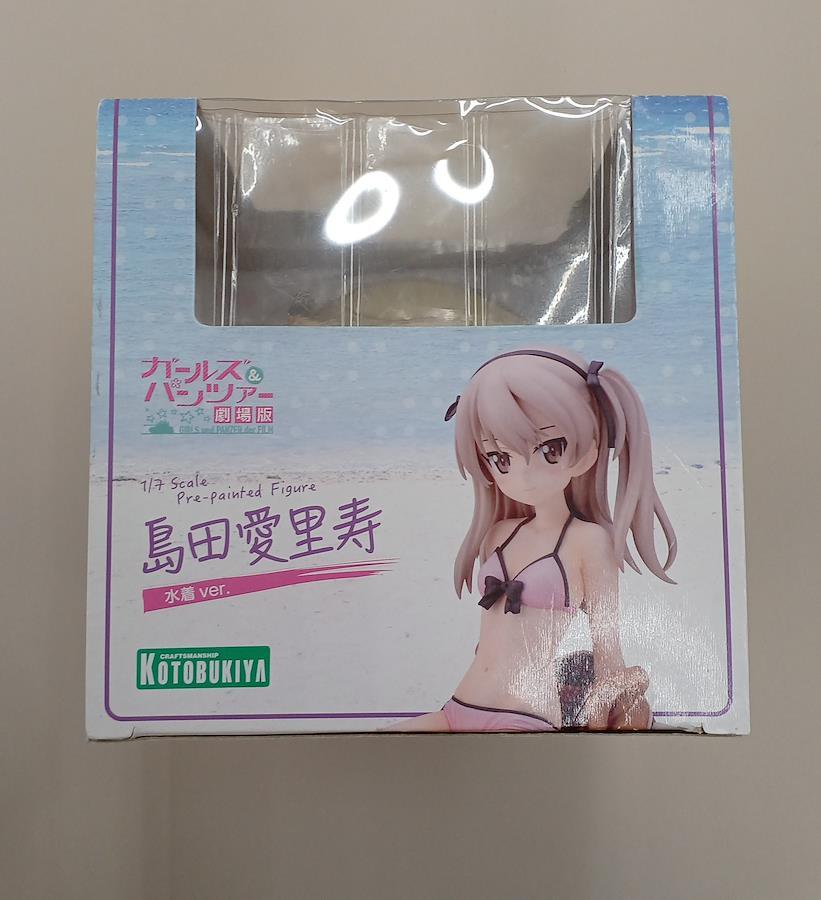 ガールズ&
パンツァー
劇場版
GIRLS und PANZER der FILM
1/7 Scale
Pre-painted Figure
島田愛里寿
水着 ver.
CRAFTSMANSHIP
KOTOBUKIYA